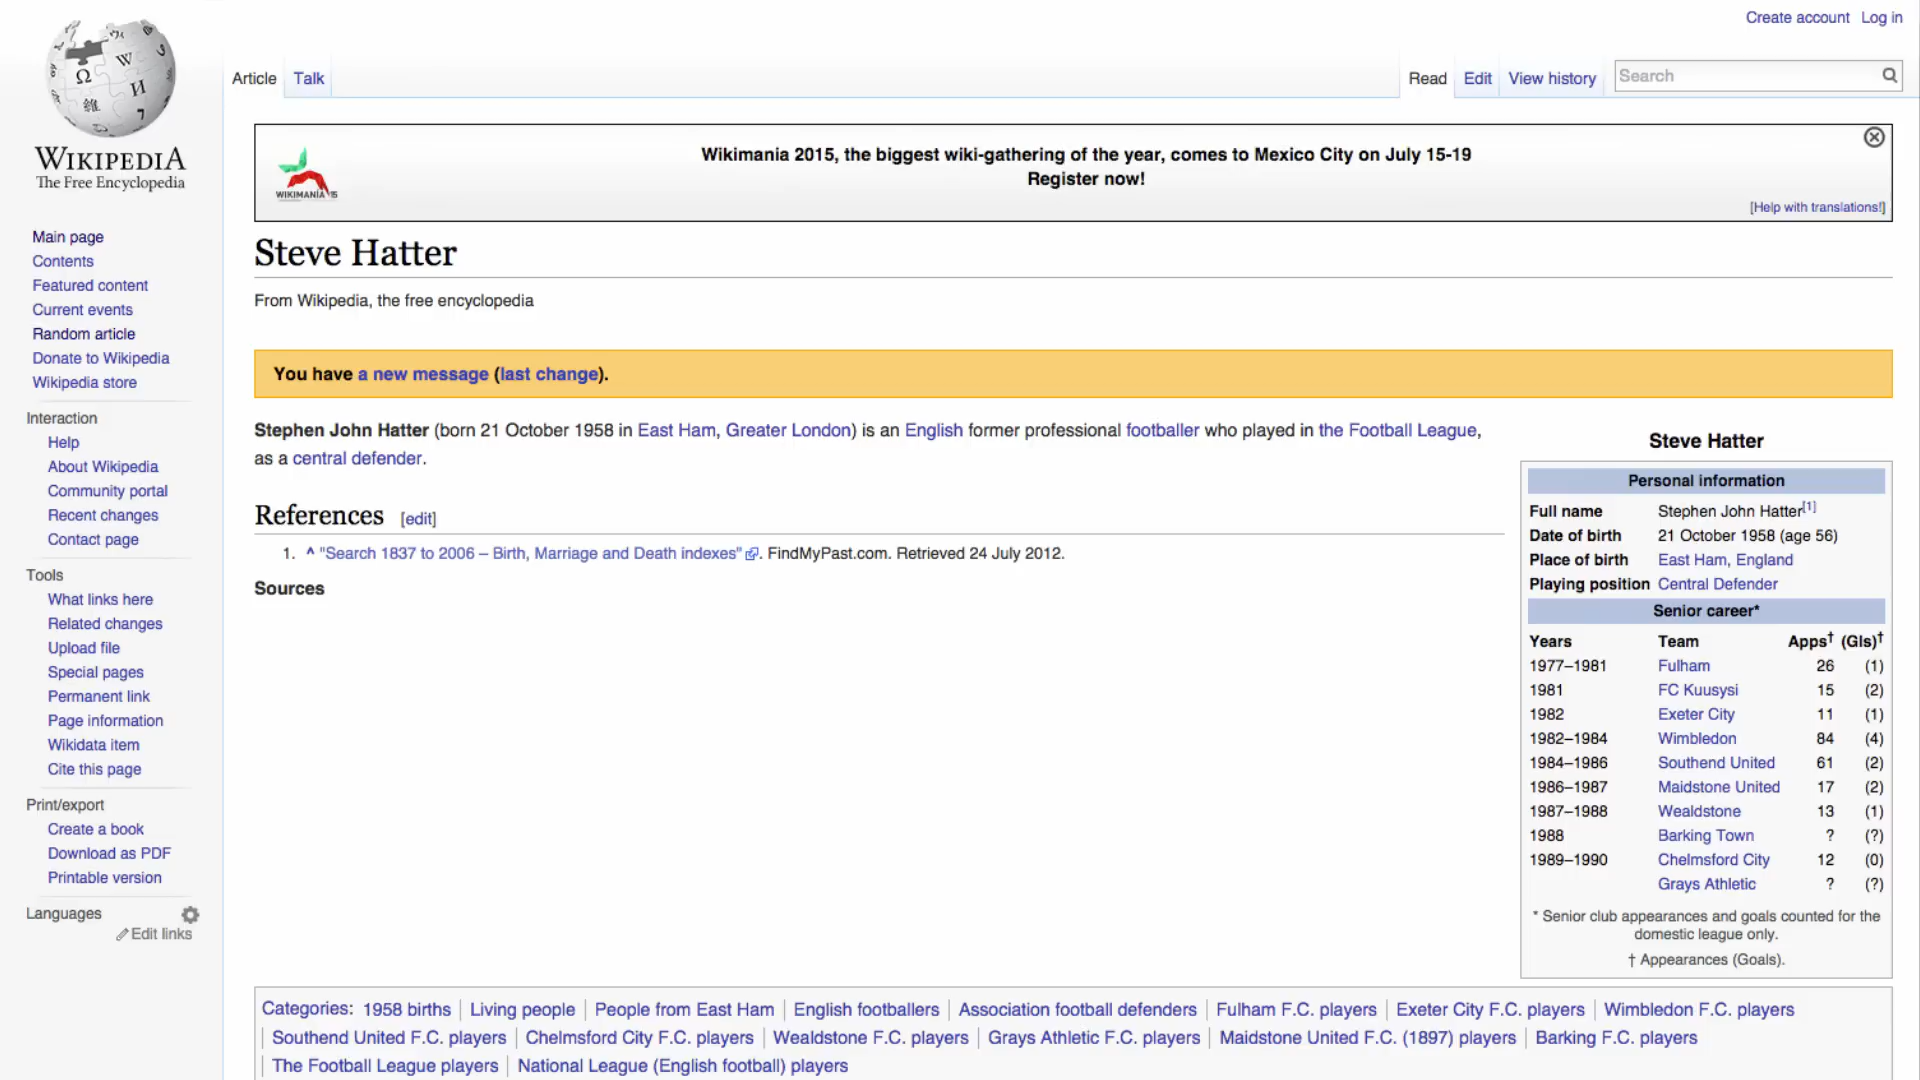 Create account Log in
Article Talk Read Edit View history Search
WIKIPEDIA
The Free Encyclopedia
Main page
Contents
Featured content
Current events
Random article
Donate to Wikipedia
Wikipedia store
Interaction
Help
About Wikipedia
Community portal
Recent changes
Contact page
Tools
What links here
Related changes
Upload file
Special pages
Permanent link
Page information
Wikidata item
Cite this page
Print/export
Create a book
Download as PDF
Printable version
Languages
Edit links
WIKIMANIA 15
Wikimania 2015, the biggest wiki-gathering of the year, comes to Mexico City on July 15-19
Register now!
[Help with translations!]
Steve Hatter
From Wikipedia, the free encyclopedia
You have a new message (last change).
Stephen John Hatter (born 21 October 1958 in East Ham, Greater London) is an English former professional footballer who played in the Football League,
as a central defender.
References [edit]
1. ^ "Search 1837 to 2006 – Birth, Marriage and Death indexes". FindMyPast.com. Retrieved 24 July 2012.
Sources
Steve Hatter
Personal information
Full name Stephen John Hatter[1]
Date of birth 21 October 1958 (age 56)
Place of birth East Ham, England
Playing position Central Defender
Senior career*
Years Team Apps† (Gls)†
1977–1981 Fulham 26 (1)
1981 FC Kuusysi 15 (2)
1982 Exeter City 11 (1)
1982–1984 Wimbledon 84 (4)
1984–1986 Southend United 61 (2)
1986–1987 Maidstone United 17 (2)
1987–1988 Wealdstone 13 (1)
1988 Barking Town ? (?)
1989–1990 Chelmsford City 12 (0)
Grays Athletic ? (?)
* Senior club appearances and goals counted for the
domestic league only.
† Appearances (Goals).
Categories: 1958 births | Living people | People from East Ham | English footballers | Association football defenders | Fulham F.C. players | Exeter City F.C. players | Wimbledon F.C. players
| Southend United F.C. players | Chelmsford City F.C. players | Wealdstone F.C. players | Grays Athletic F.C. players | Maidstone United F.C. (1897) players | Barking F.C. players
| The Football League players | National League (English football) players